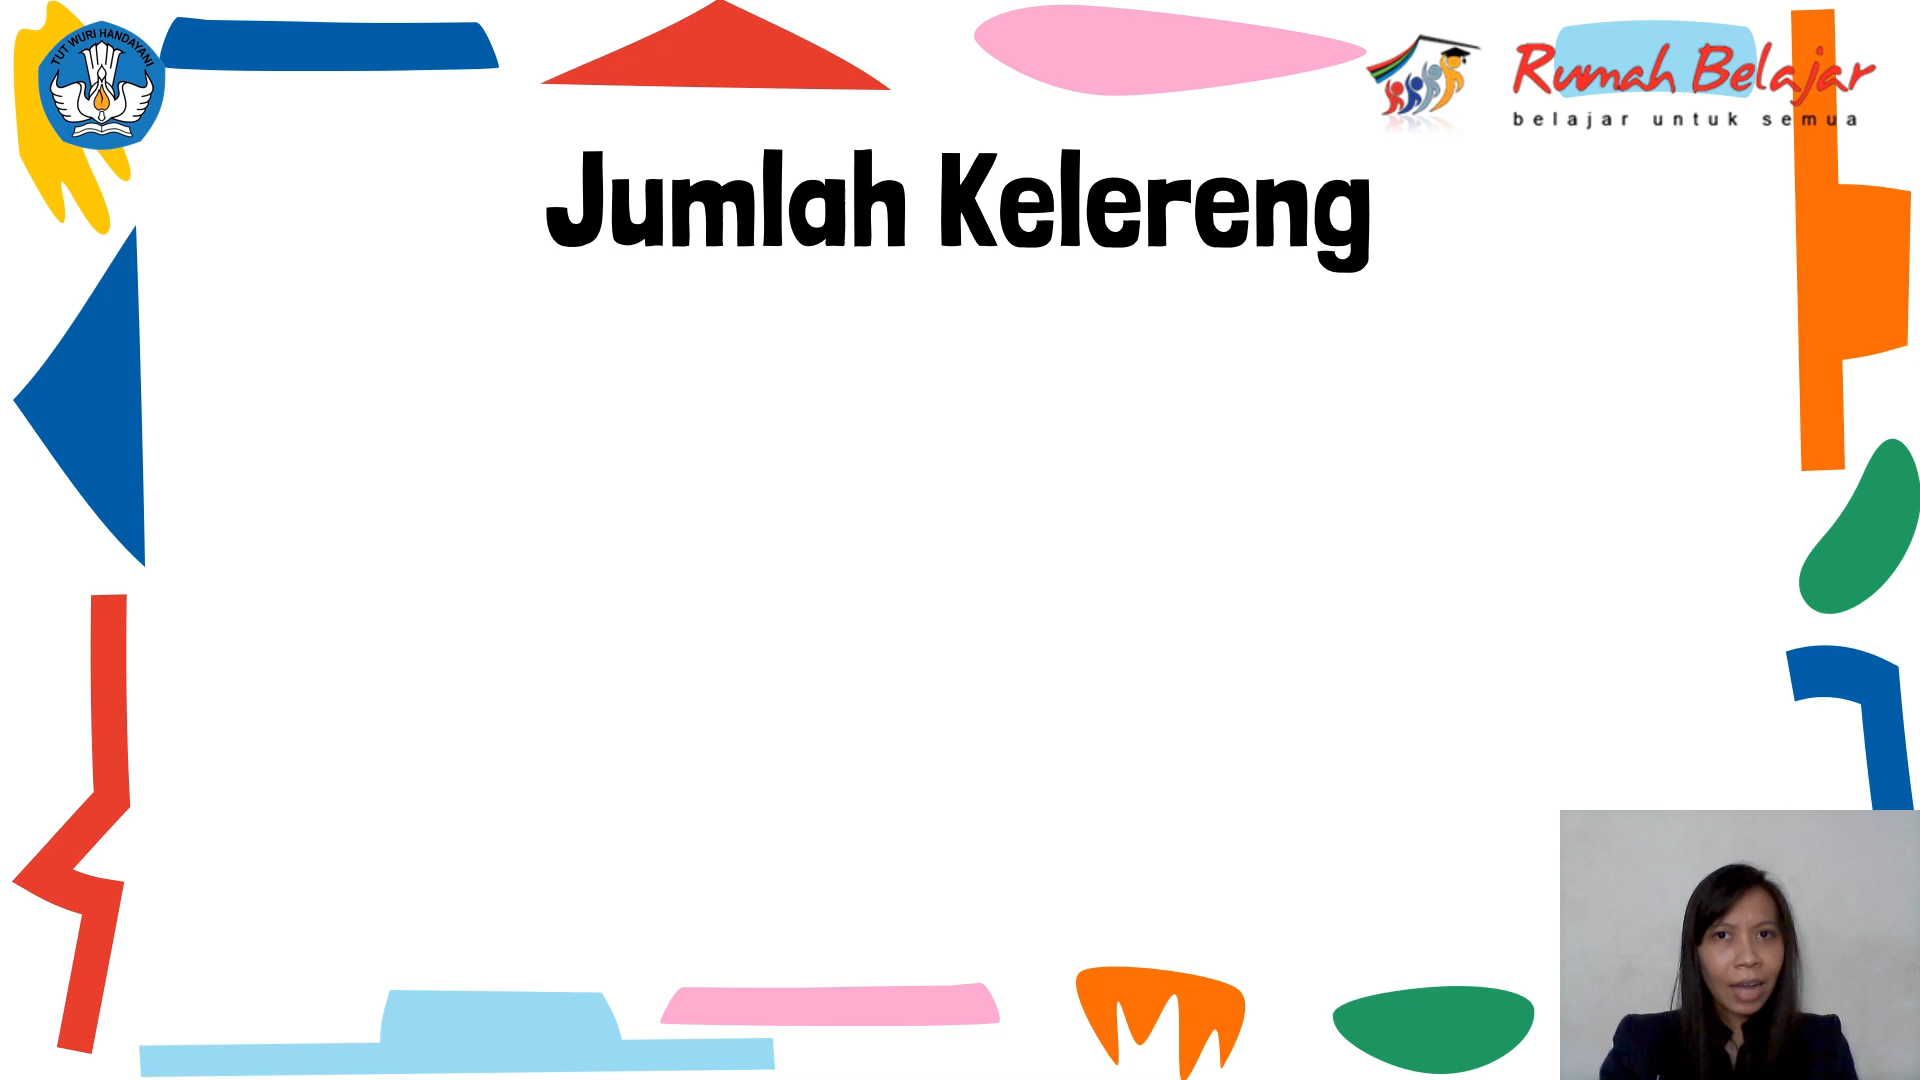 TUT WURI HANDAYANI
Rumah Belajar
belajar untuk semua
Jumlah Kelereng